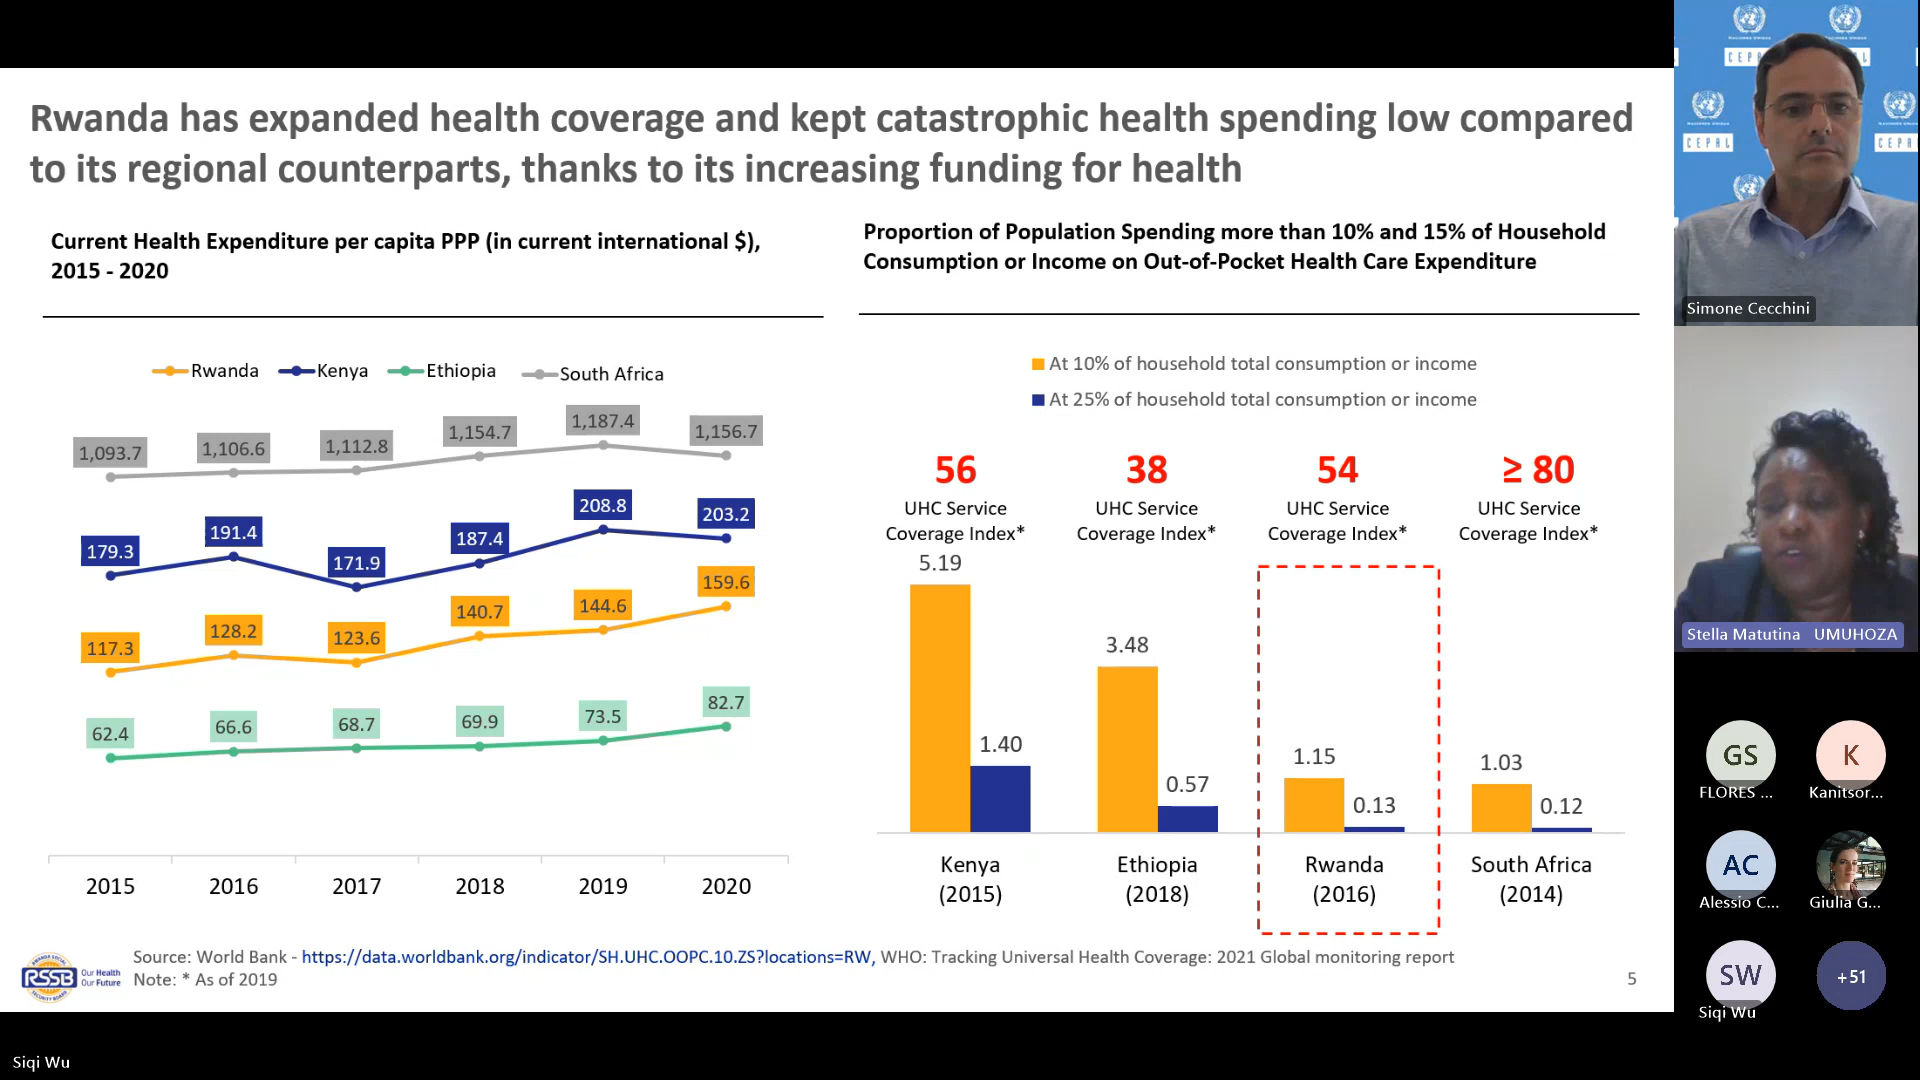 Rwanda has expanded health coverage and kept catastrophic health spending low compared
to its regional counterparts, thanks to its increasing funding for health
Current Health Expenditure per capita PPP (in current international $),
2015 - 2020
Rwanda Kenya Ethiopia South Africa
1,093.7 1,106.6 1,112.8 1,154.7 1,187.4 1,156.7
179.3 191.4 171.9 187.4 208.8 203.2
117.3 128.2 123.6 140.7 144.6 159.6
62.4 66.6 68.7 69.9 73.5 82.7
2015 2016 2017 2018 2019 2020
Proportion of Population Spending more than 10% and 15% of Household
Consumption or Income on Out-of-Pocket Health Care Expenditure
At 10% of household total consumption or income
At 25% of household total consumption or income
56 38 54 ≥ 80
UHC Service UHC Service UHC Service UHC Service
Coverage Index* Coverage Index* Coverage Index* Coverage Index*
5.19 1.40 3.48 0.57 1.15 0.13 1.03 0.12
Kenya Ethiopia Rwanda South Africa
(2015) (2018) (2016) (2014)
RSSB
Our Health
Our Future
Source: World Bank - https://data.worldbank.org/indicator/SH.UHC.OOPC.10.ZS?locations=RW, WHO: Tracking Universal Health Coverage: 2021 Global monitoring report
Note: * As of 2019
5
CEPAL
Simone Cecchini
Stella Matutina UMUHOZA
GS
FLORES ...
K
Kanitsor...
AC
Alessio C...
Giulia G...
SW
Siqi Wu
+51
Siqi Wu